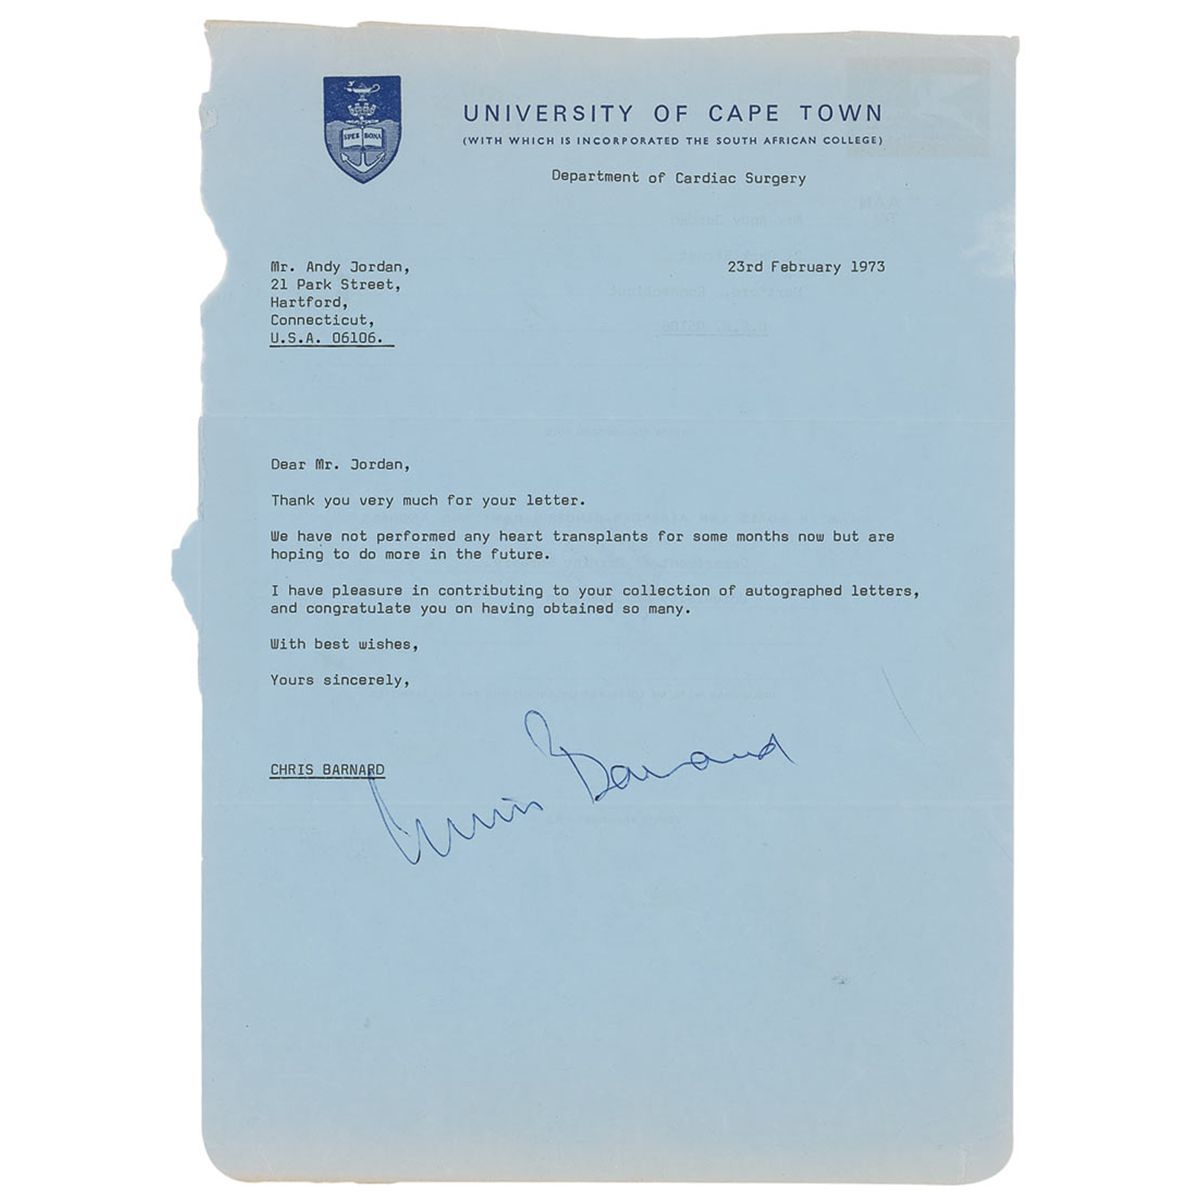 SPES BONA
UNIVERSITY OF CAPE TOWN
(WITH WHICH IS INCORPORATED THE SOUTH AFRICAN COLLEGE)
Department of Cardiac Surgery
Mr. Andy Jordan,
21 Park Street,
Hartford,
Connecticut,
U.S.A. 06106.
23rd February 1973
Dear Mr. Jordan,
Thank you very much for your letter.
We have not performed any heart transplants for some months now but are
hoping to do more in the future.
I have pleasure in contributing to your collection of autographed letters,
and congratulate you on having obtained so many.
With best wishes,
Yours sincerely,
Chris Barnard
CHRIS BARNARD